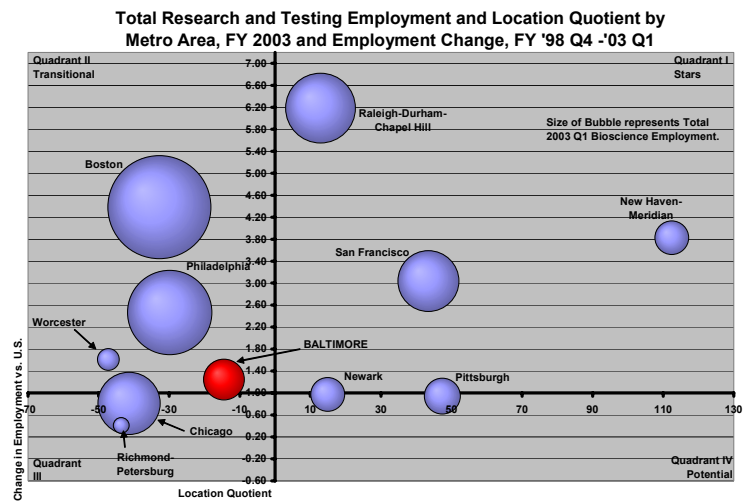 Total Research and Testing Employment and Location Quotient by
Metro Area, FY 2003 and Employment Change, FY '98 Q4 -'03 Q1
Quadrant II
Transitional
7.00
Quadrant I
Stars
6.60
6.20
Raleigh-Durham-
Chapel Hill
Size of Bubble represents Total
2003 Q1 Bioscience Employment.
5.80
5.40
Boston
5.00
4.60
New Haven-
Meridian
4.20
3.80
San Francisco
3.40
Philadelphia
3.00
2.60
2.20
Worcester
1.80
BALTIMORE
1.40
Newark
Pittsburgh
1.00
-70
-50
-30
-10
10
30
50
70
90
110
130
0.60
Chicago
0.20
Richmond-
Petersburg
-0.20
Quadrant
III
Quadrant IV
Potential
-0.60
Location Quotient
Change in Employment vs. U.S.